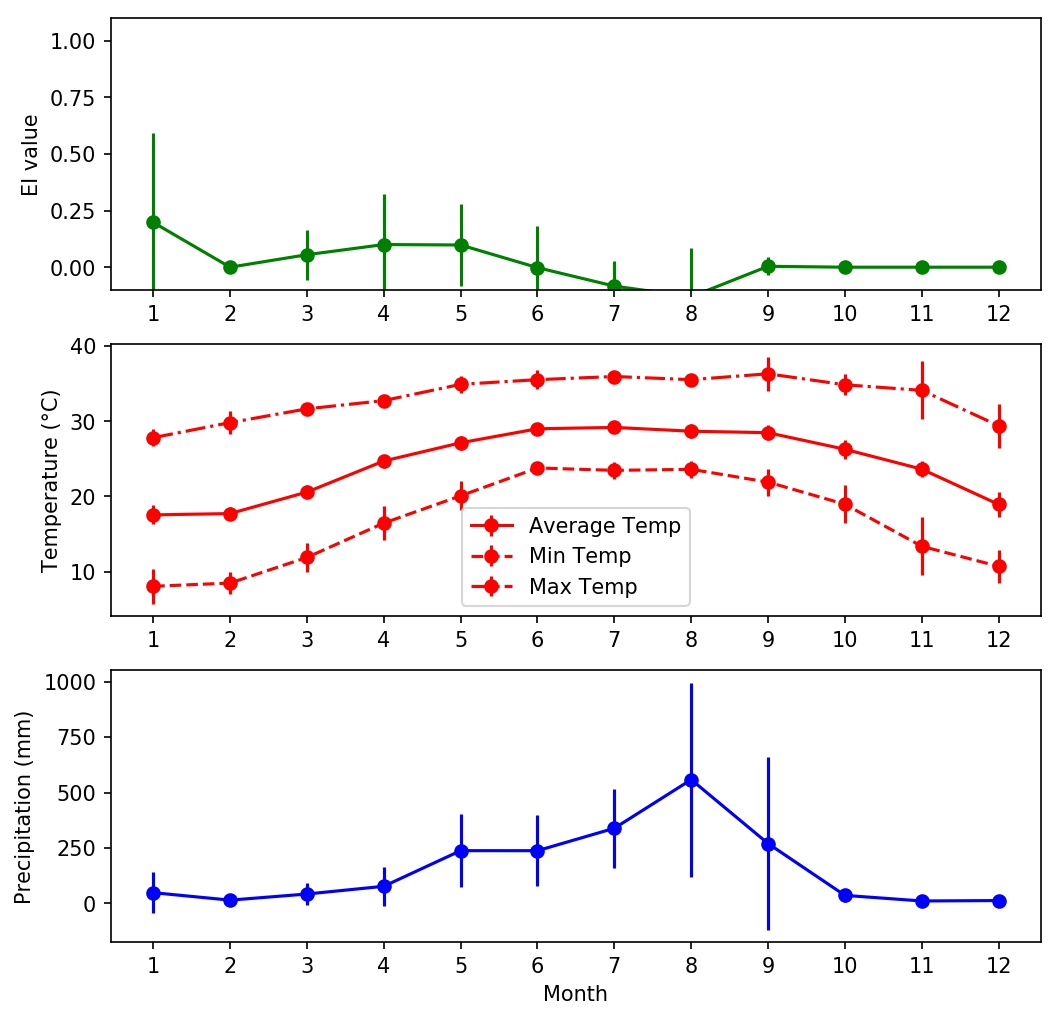 EI value
1.00
0.75
0.50
0.25
0.00
1 2 3 4 5 6 7 8 9 10 11 12
Temperature (°C)
40
30
20
10
Average Temp
Min Temp
Max Temp
1 2 3 4 5 6 7 8 9 10 11 12
Precipitation (mm)
1000
750
500
250
0
1 2 3 4 5 6 7 8 9 10 11 12
Month